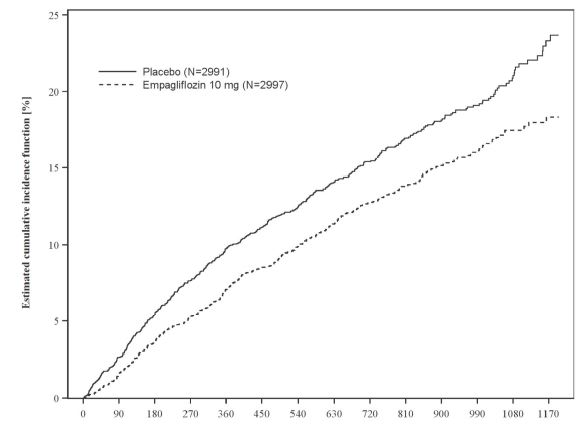 Estimated cumulative incidence function [%]
25
20
15
10
5
0
Placebo (N=2991)
Empagliflozin 10 mg (N=2997)
0 90 180 270 360 450 540 630 720 810 900 990 1080 1170